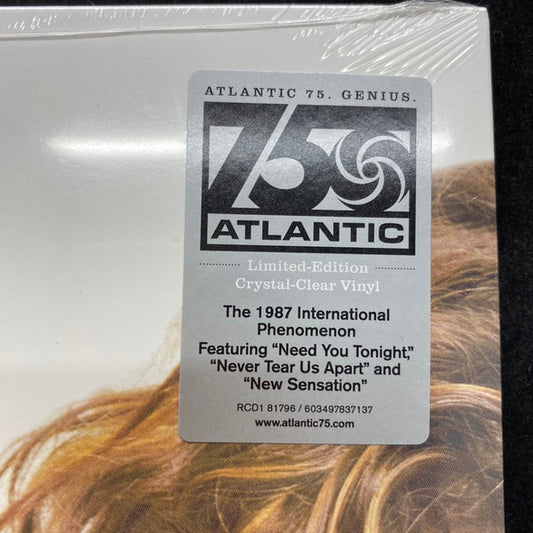 ATLANTIC 75. GENIUS.
75
ATLANTIC
Limited-Edition
Crystal-Clear Vinyl
The 1987 International
Phenomenon
Featuring “Need You Tonight,”
“Never Tear Us Apart” and
“New Sensation”
RCD1 81796 / 603497837137
www.atlantic75.com